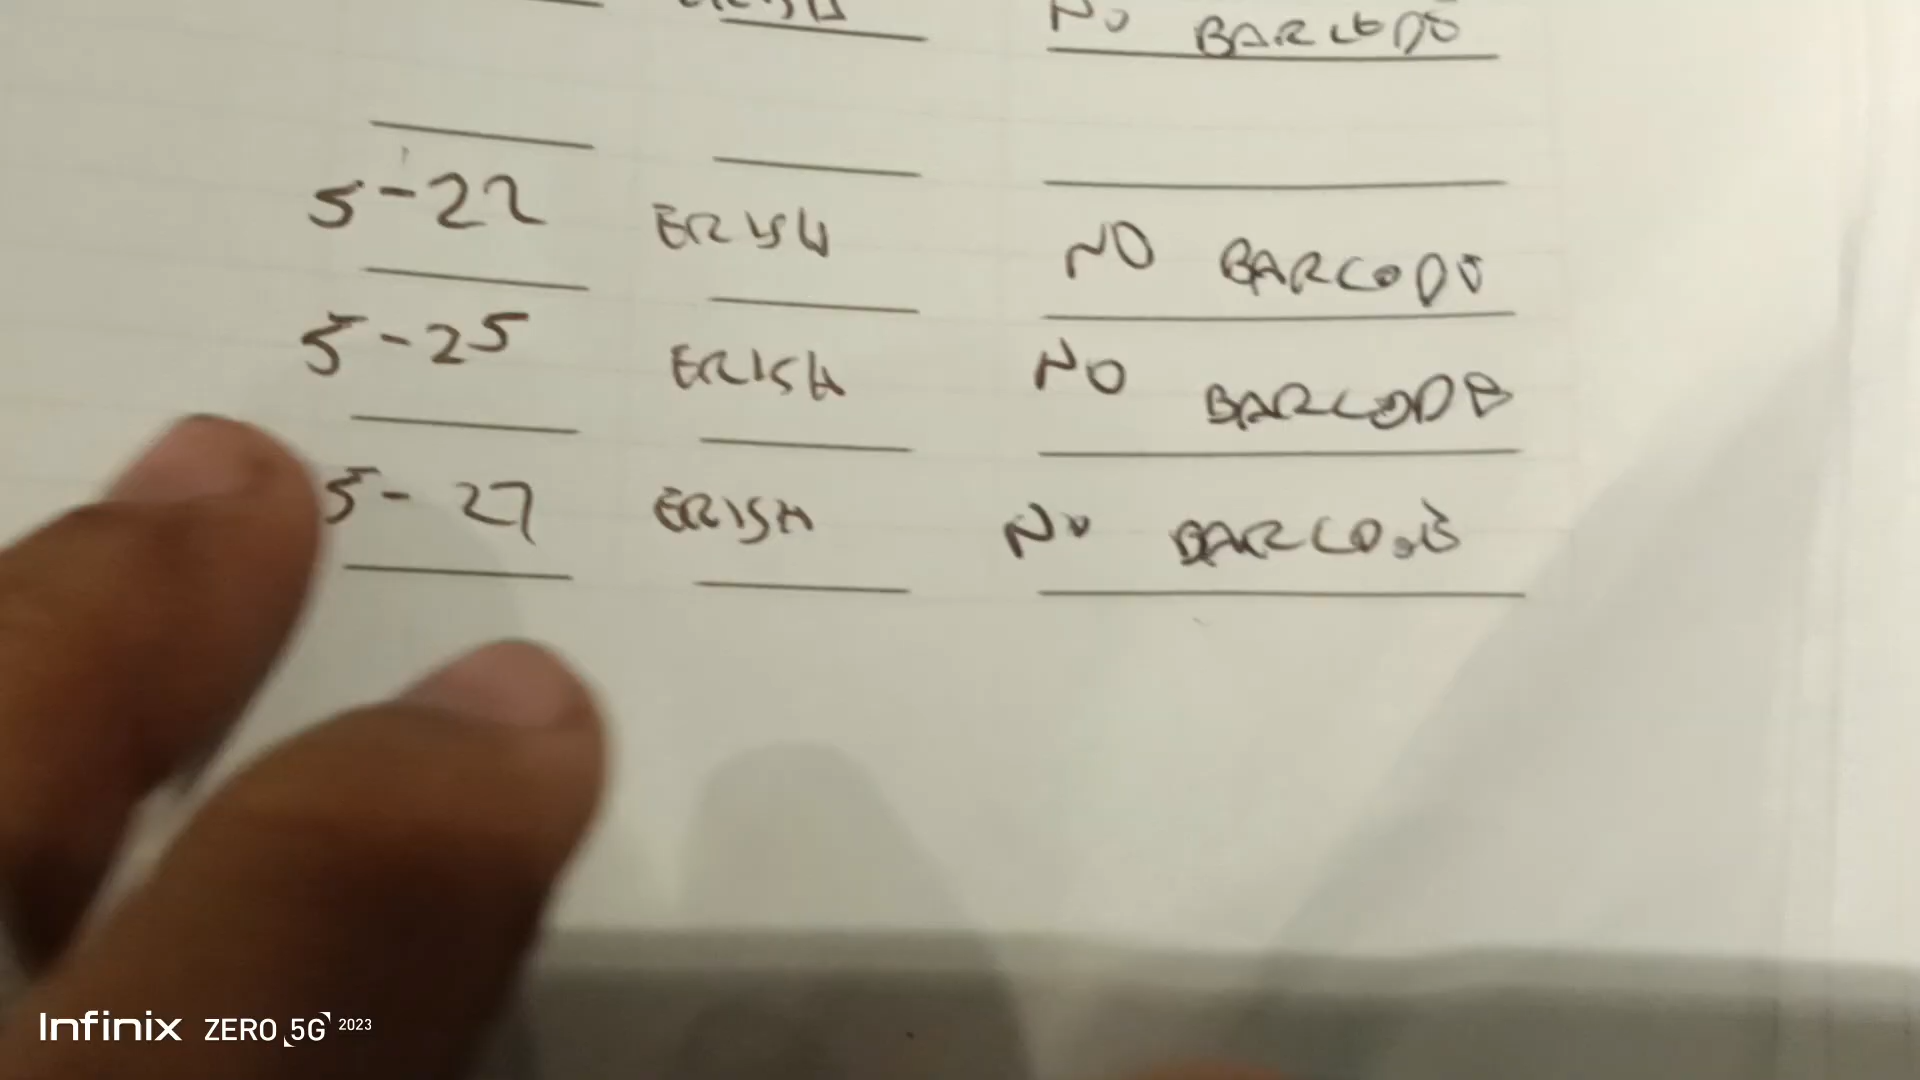 ERISH NO BARCODE
5-22 ERISH NO BARCODE
5-25 ERISH NO BARCODE
5-27 ERISH NO BARCODE
Infinix ZERO 5G 2023